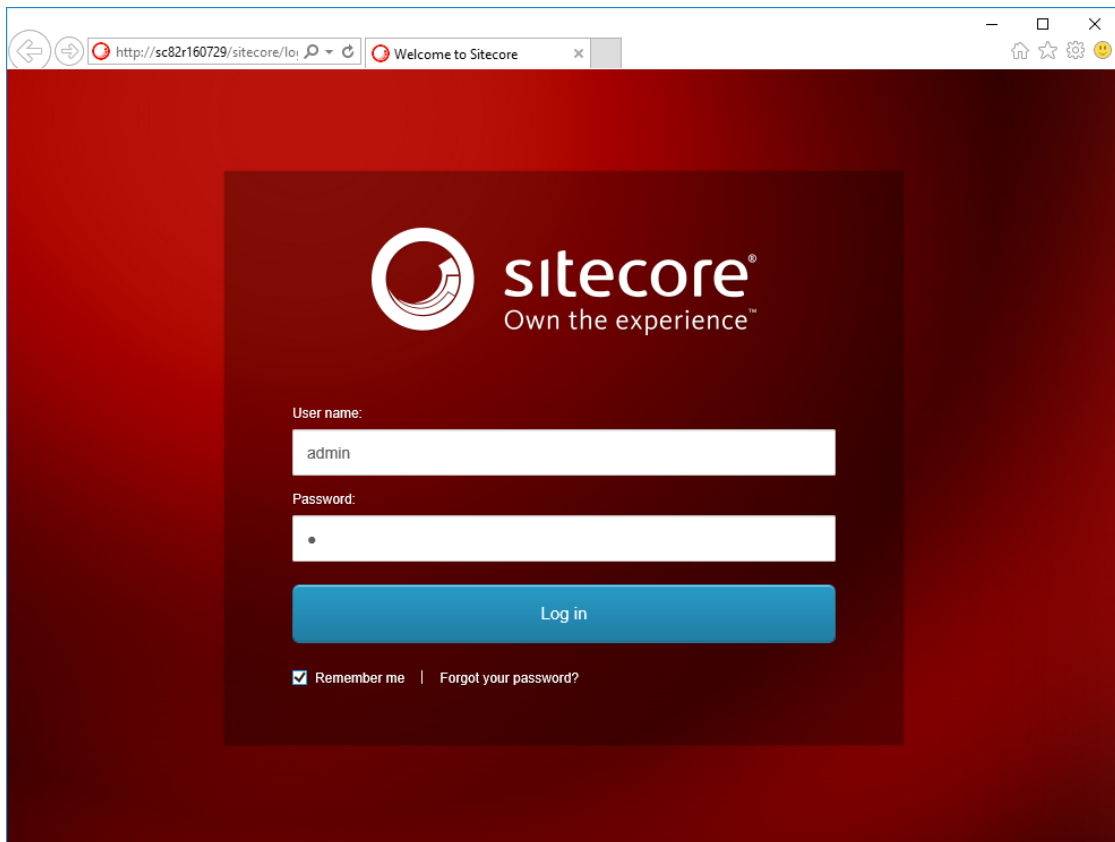 http://sc82r160729/sitecore/lo
Welcome to Sitecore
sitecore®
Own the experience™
User name:
admin
Password:
Log in
Remember me | Forgot your password?